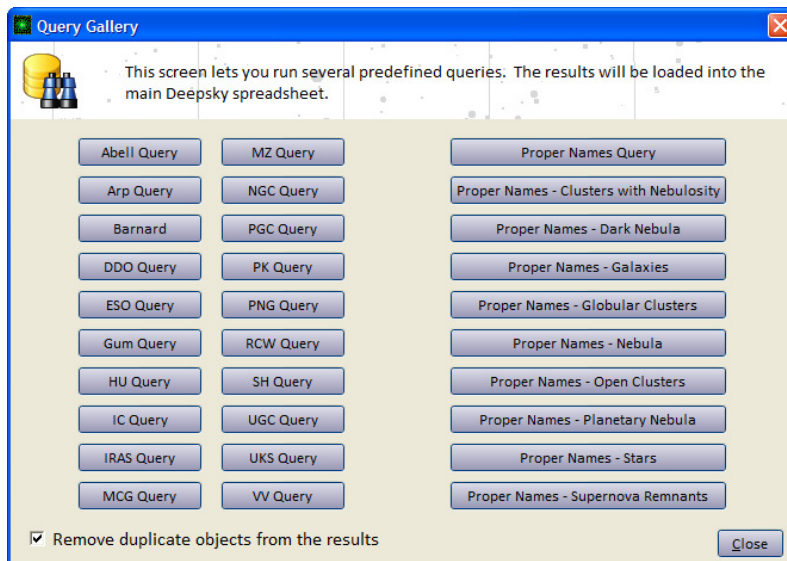 Query Gallery
This screen lets you run several predefined queries.  The results will be loaded into the
main Deepsky spreadsheet.
Abell Query
MZ Query
Proper Names Query
Arp Query
NGC Query
Proper Names - Clusters with Nebulosity
Barnard
PGC Query
Proper Names - Dark Nebula
DDO Query
PK Query
Proper Names - Galaxies
ESO Query
PNG Query
Proper Names - Globular Clusters
Gum Query
RCW Query
Proper Names - Nebula
HU Query
SH Query
Proper Names - Open Clusters
IC Query
UGC Query
Proper Names - Planetary Nebula
IRAS Query
UKS Query
Proper Names - Stars
MCG Query
VV Query
Proper Names - Supernova Remnants
Remove duplicate objects from the results
Close